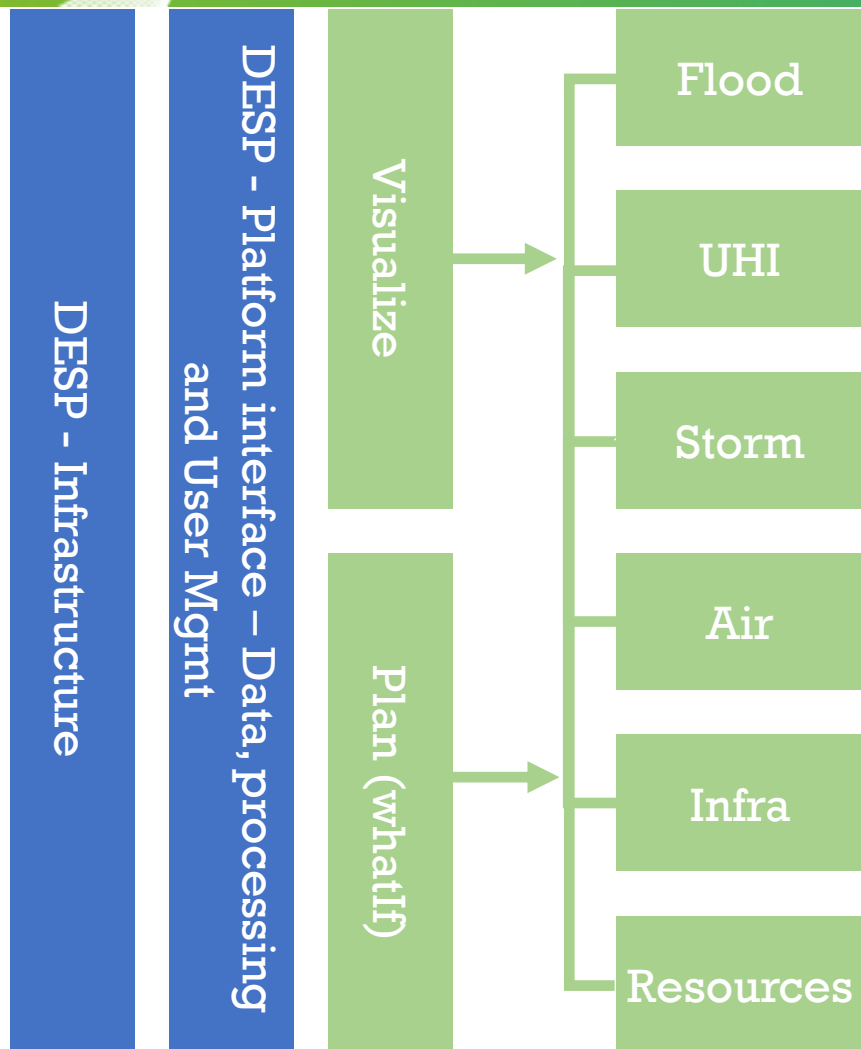 DESP - Infrastructure
DESP - Platform interface – Data, processing
and User Mgmt
Visualize
Plan (whatIf)
Flood
UHI
Storm
Air
Infra
Resources